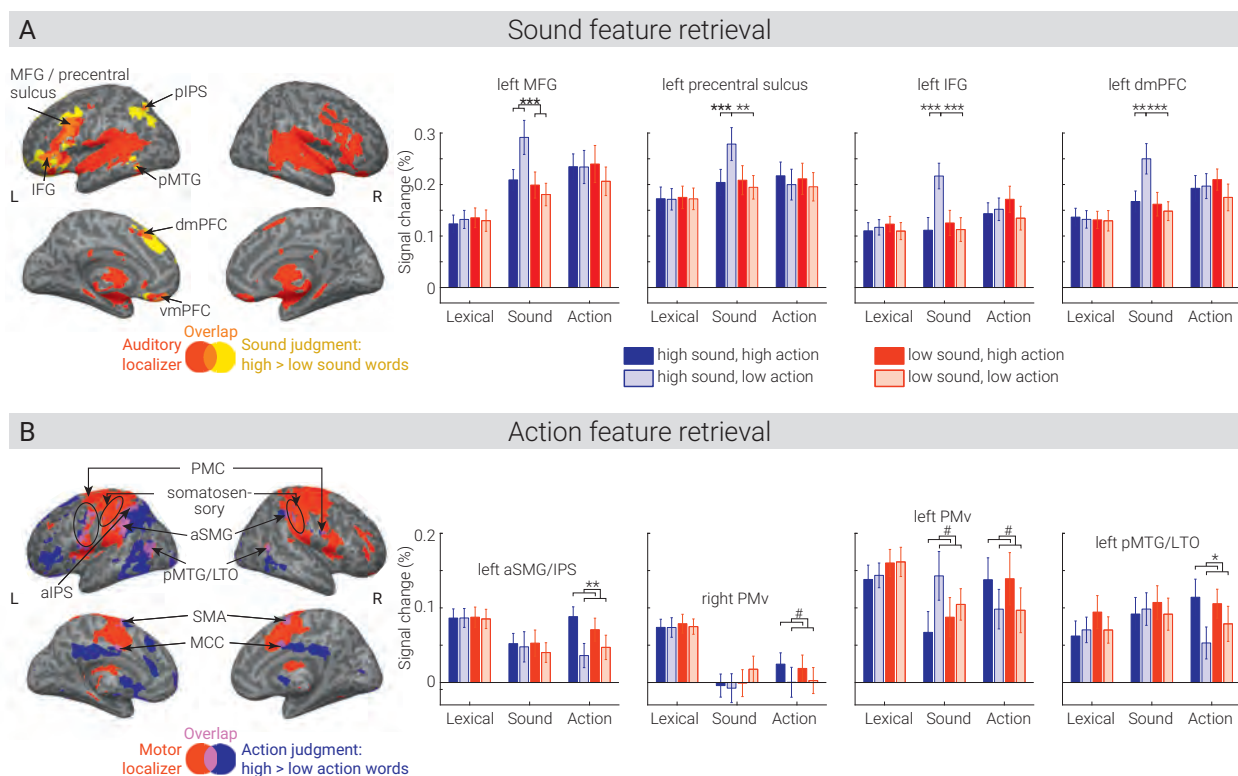 A
Sound feature retrieval
MFG / precentral
sulcus
pIPS
IFG
pMTG
L
R
dmPFC
vmPFC
Overlap
Auditory
localizer
Sound judgment:
high > low sound words
left MFG
***
Signal change (%)
0.3
0.2
0.1
0
Lexical
Sound
Action
left precentral sulcus
*** **
Lexical
Sound
Action
left IFG
*** ***
Lexical
Sound
Action
left dmPFC
** ***
Lexical
Sound
Action
high sound, high action
high sound, low action
low sound, high action
low sound, low action
B
Action feature retrieval
PMC
somatosen-
sory
aSMG
pMTG/LTO
aIPS
L
R
SMA
MCC
Overlap
Motor
localizer
Action judgment:
high > low action words
left aSMG/IPS
**
Signal change (%)
0.2
0.1
0
Lexical
Sound
Action
right PMv
#
Lexical
Sound
Action
left PMv
#
#
Lexical
Sound
Action
left pMTG/LTO
*
Lexical
Sound
Action